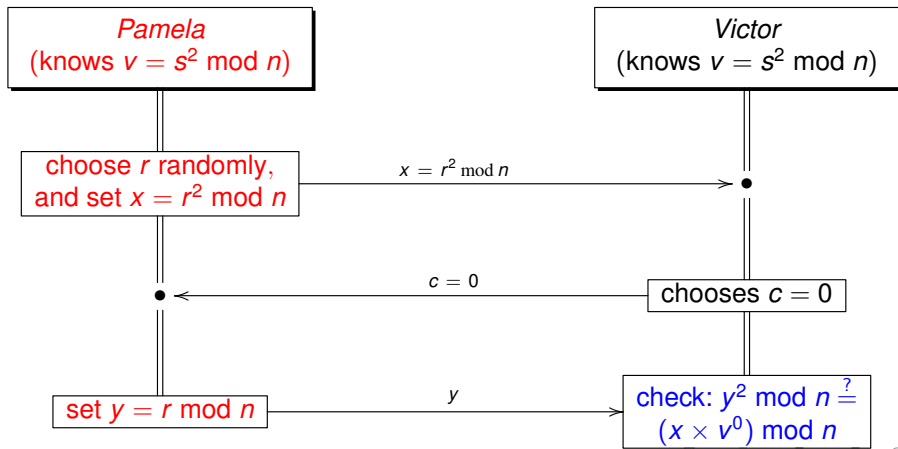 Pamela
(knows v = s² mod n)
Victor
(knows v = s² mod n)
choose r randomly,
and set x = r² mod n
x = r² mod n
c = 0
chooses c = 0
set y = r mod n
y
check: y² mod n ≟
(x × v⁰) mod n